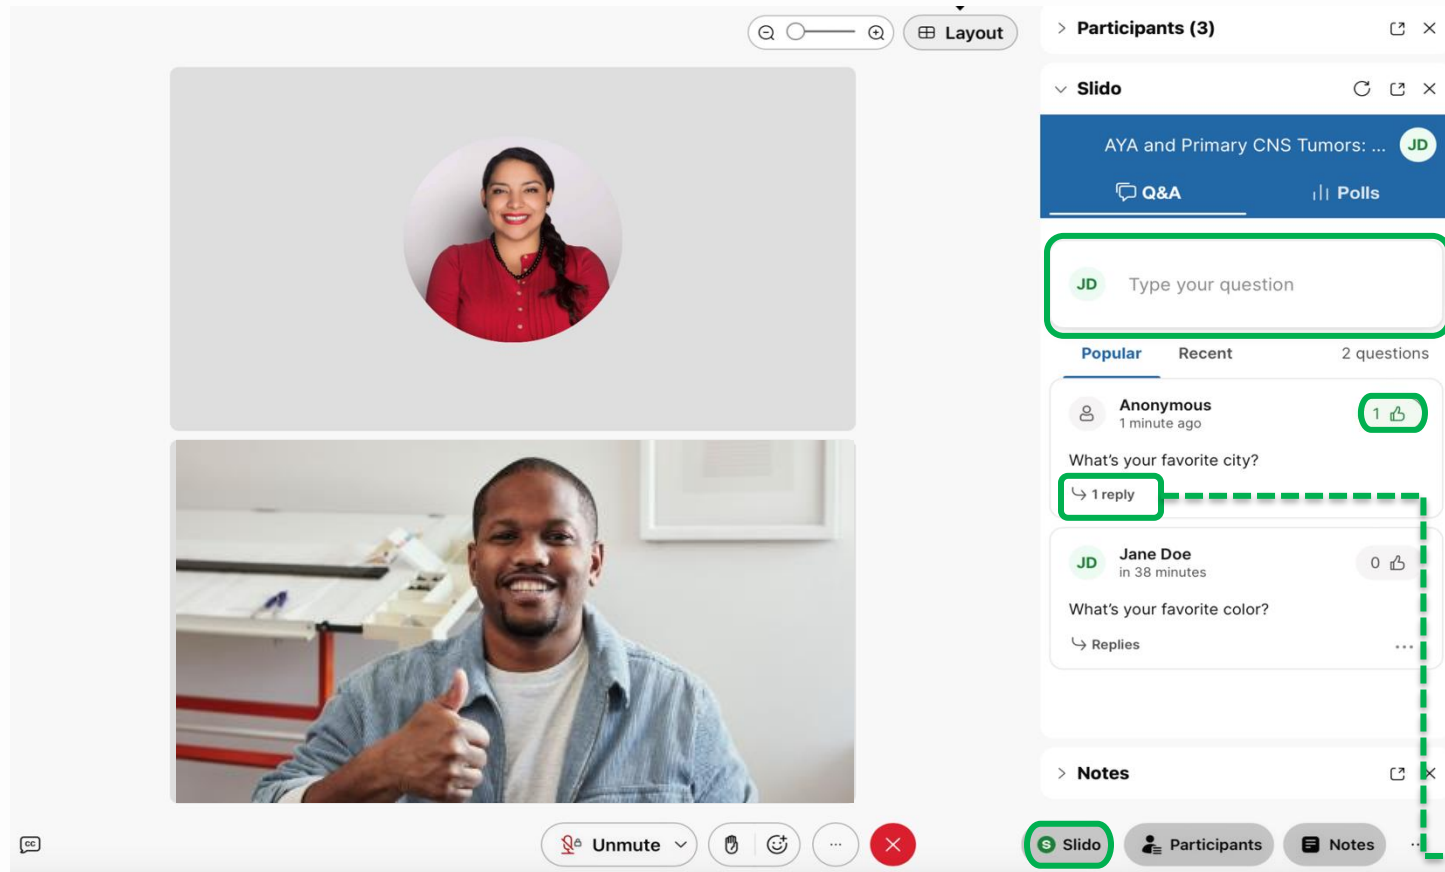 Layout
Participants (3)
Slido
AYA and Primary CNS Tumors: ... JD
Q&A Polls
JD Type your question
Popular Recent 2 questions
Anonymous
1 minute ago
1
What's your favorite city?
1 reply
JD Jane Doe
in 38 minutes
0
What's your favorite color?
Replies
...
Notes
CC
Unmute
...
S Slido
Participants
Notes